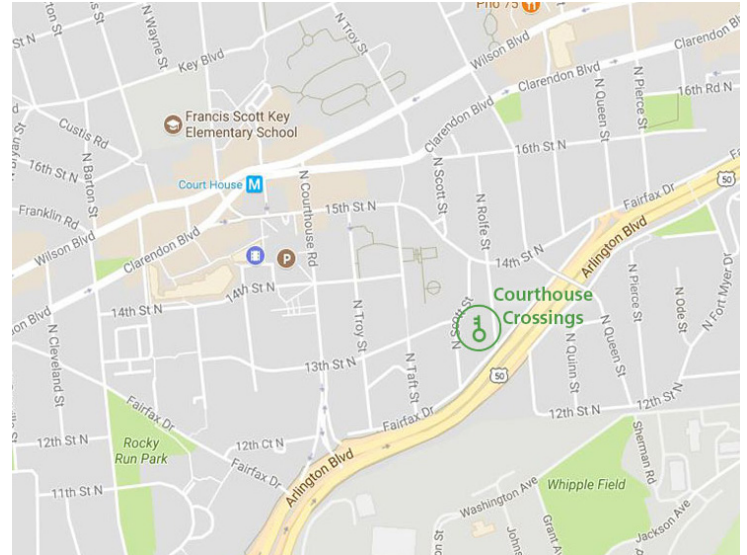 Prio 75
N Wayne St
N Troy St
Wilson Blvd
Clarendon Blvd
Key Blvd
N Queen St
N Pierce St
16th Rd N
Francis Scott Key
Elementary School
Custis Rd
Clarendon Blvd
N Bryan St
16th St N
N Barton St
16th St N
50
Fairfax Dr
Court House
M
N Courthouse Rd
N Scott St
N Rolfe St
Franklin Rd
15th St N
Wilson Blvd
Clarendon Blvd
14th St N
Arlington Blvd
P
N Pierce St
N Ode St
N Fort Myer Dr
14th St N
14th St N
Courthouse
Crossings
N Troy St
N Scott St
N Cleveland St
13th St N
N Taft St
N Quinn St
N Queen St
50
Fairfax Dr
Fairfax Dr
12th St N
12th St N
12th St N
Rocky
Run Park
12th Ct N
Fairfax Dr
Arlington Blvd
Sherman Rd
11th St N
Washington Ave
Whipple Field
Grant Ave
Jackson Ave